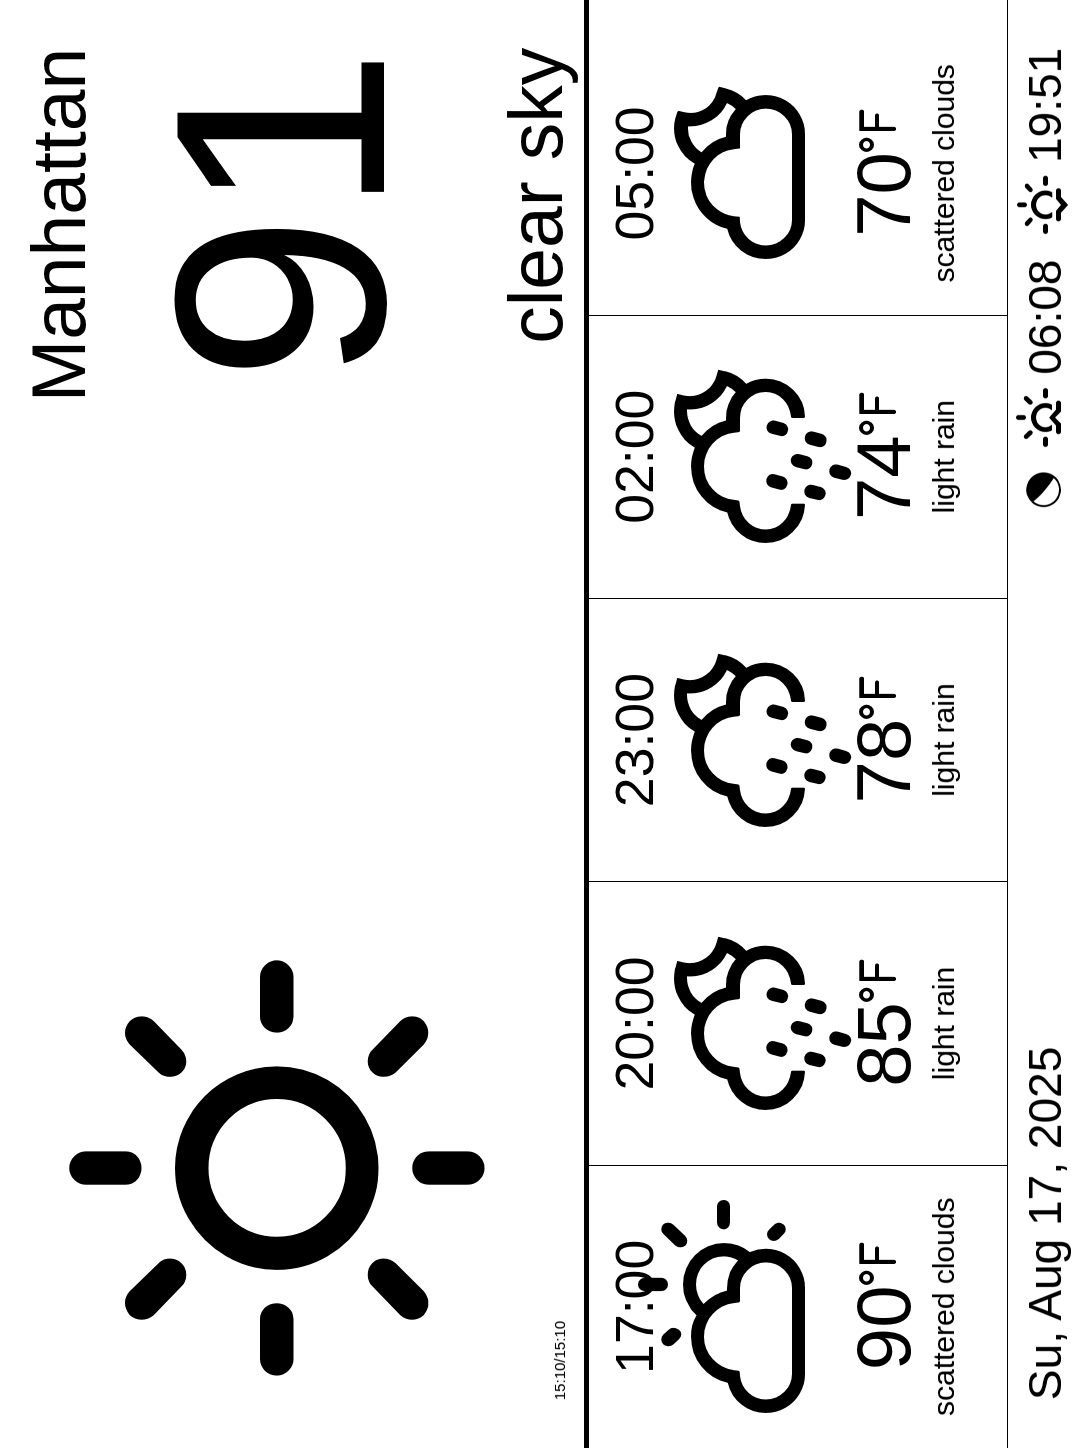 Manhattan
91
clear sky
15:10/15:10
17:00
90°F
scattered clouds
20:00
85°F
light rain
23:00
78°F
light rain
02:00
74°F
light rain
05:00
70°F
scattered clouds
Su, Aug 17, 2025
06:08 19:51